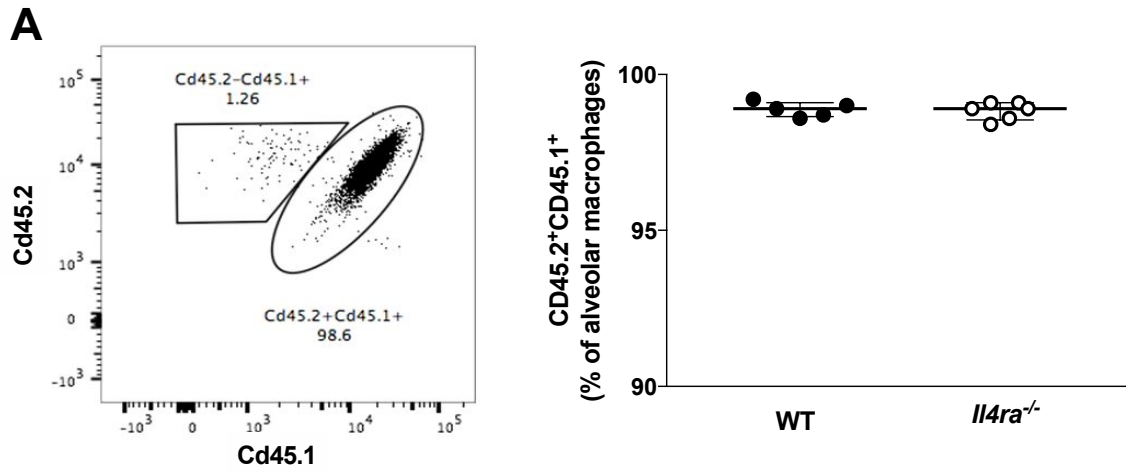 A
Cd45.2-Cd45.1+
1.26
Cd45.2+Cd45.1+
98.6
10^5
10^4
10^3
0
-10^3
-10^3
0
10^3
10^4
10^5
Cd45.2
Cd45.1
CD45.2^+CD45.1^+
(% of alveolar macrophages)
100
95
90
WT
Il4ra^-/-